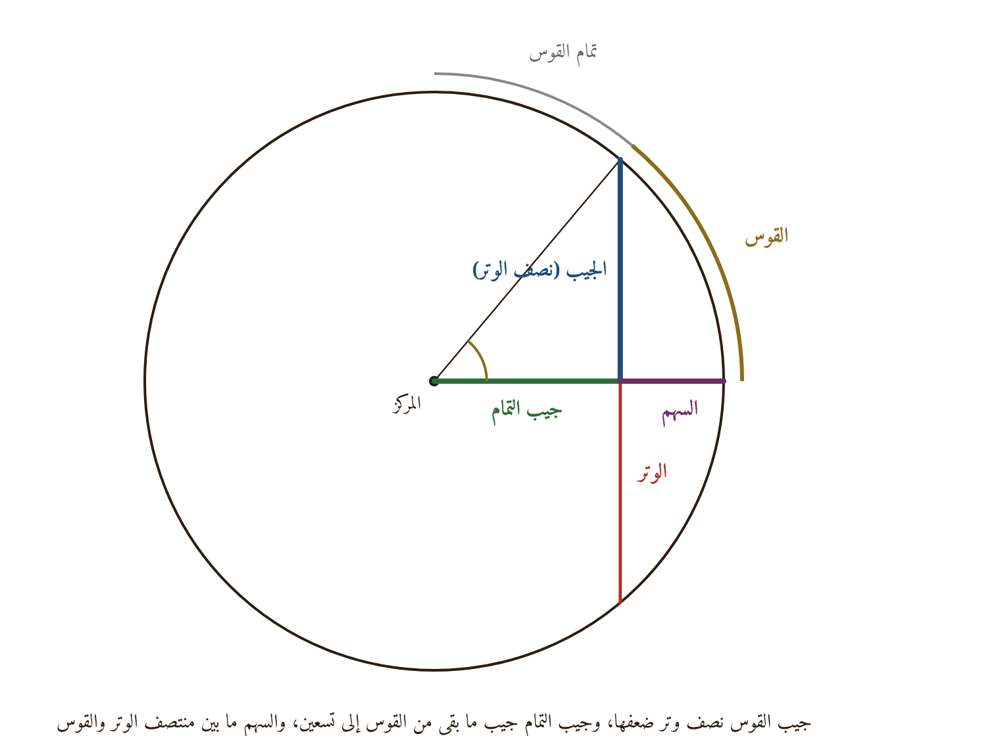 تمام القوس
القوس
الجيب (نصف الوتر)
المركز
جيب التمام
السهم
الوتر
جيب القوس نصف وتر ضعفها، وجيب التمام جيب ما بقي من القوس إلى تسعين، والسهم ما بين منتصف الوتر والقوس